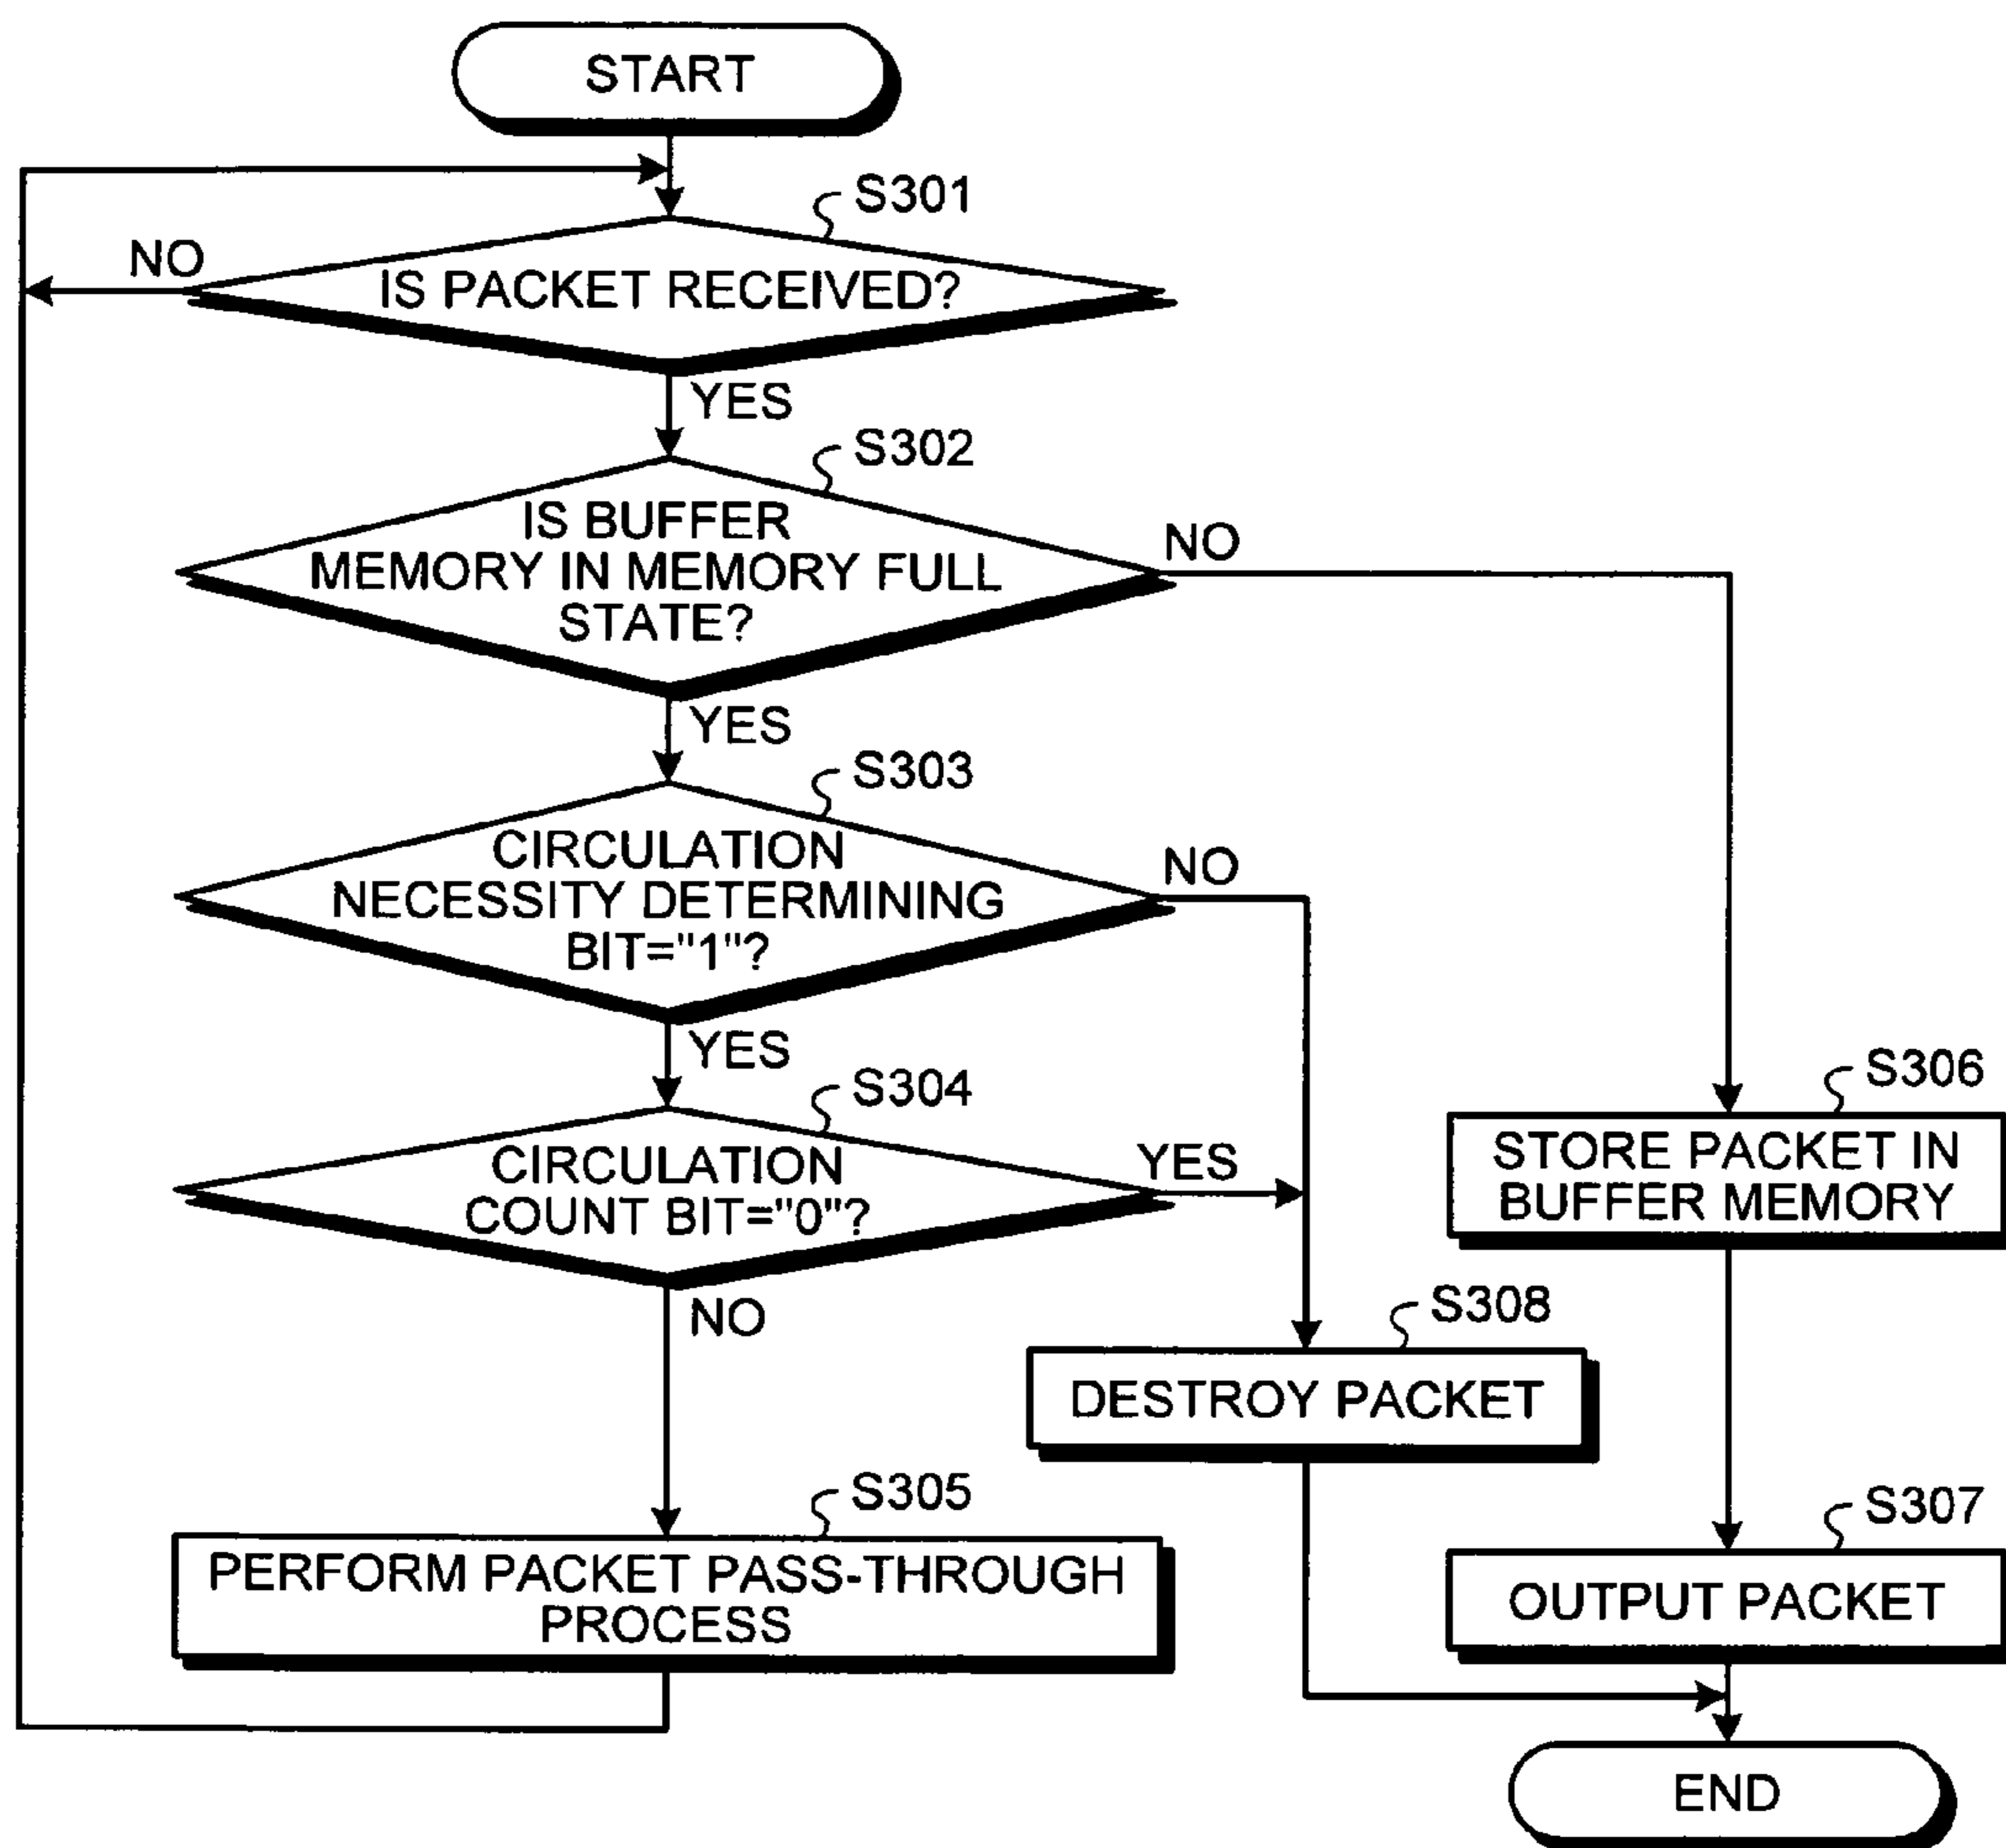 START
S301
NO
IS PACKET RECEIVED?
YES
S302
IS BUFFER
MEMORY IN MEMORY FULL
STATE?
NO
YES
S303
CIRCULATION
NECESSITY DETERMINING
BIT="1"?
NO
YES
S304
CIRCULATION
COUNT BIT="0"?
YES
NO
S306
STORE PACKET IN
BUFFER MEMORY
S308
DESTROY PACKET
S305
PERFORM PACKET PASS-THROUGH
PROCESS
S307
OUTPUT PACKET
END